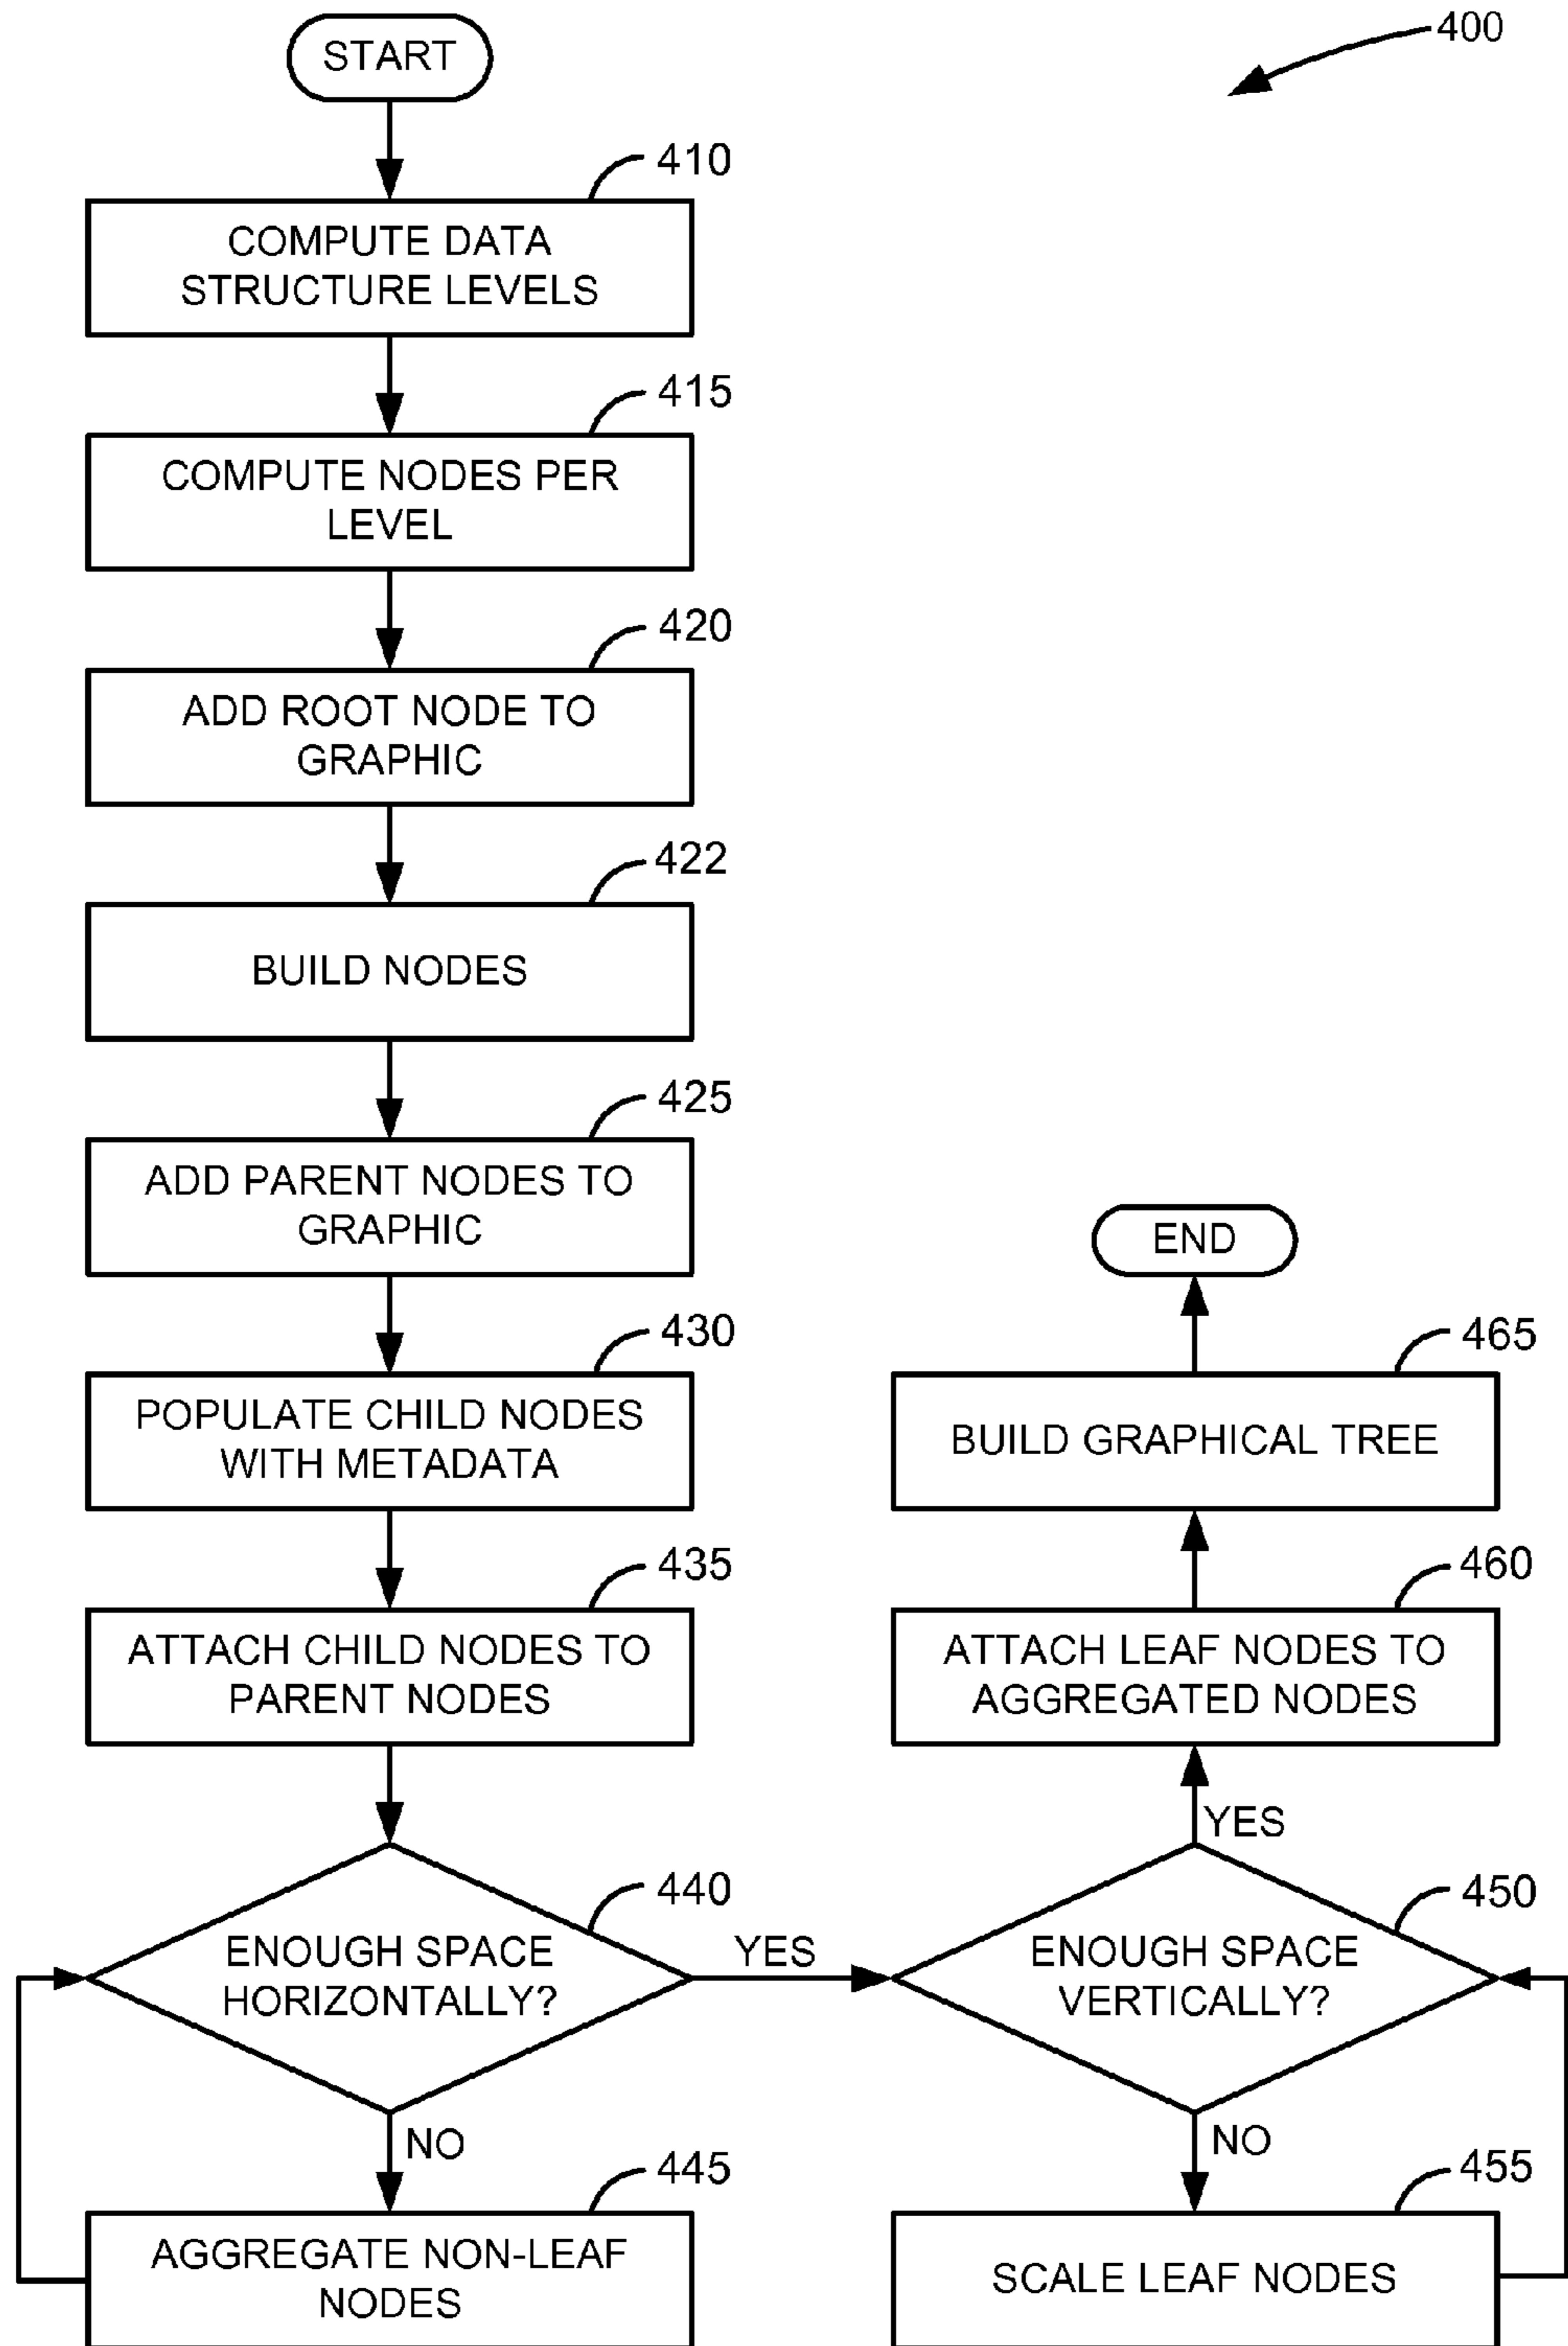 400
START
410
COMPUTE DATA
STRUCTURE LEVELS
415
COMPUTE NODES PER
LEVEL
420
ADD ROOT NODE TO
GRAPHIC
422
BUILD NODES
425
ADD PARENT NODES TO
GRAPHIC
430
POPULATE CHILD NODES
WITH METADATA
435
ATTACH CHILD NODES TO
PARENT NODES
440
ENOUGH SPACE
HORIZONTALLY?
YES
NO
445
AGGREGATE NON-LEAF
NODES
450
ENOUGH SPACE
VERTICALLY?
NO
455
SCALE LEAF NODES
YES
460
ATTACH LEAF NODES TO
AGGREGATED NODES
465
BUILD GRAPHICAL TREE
END